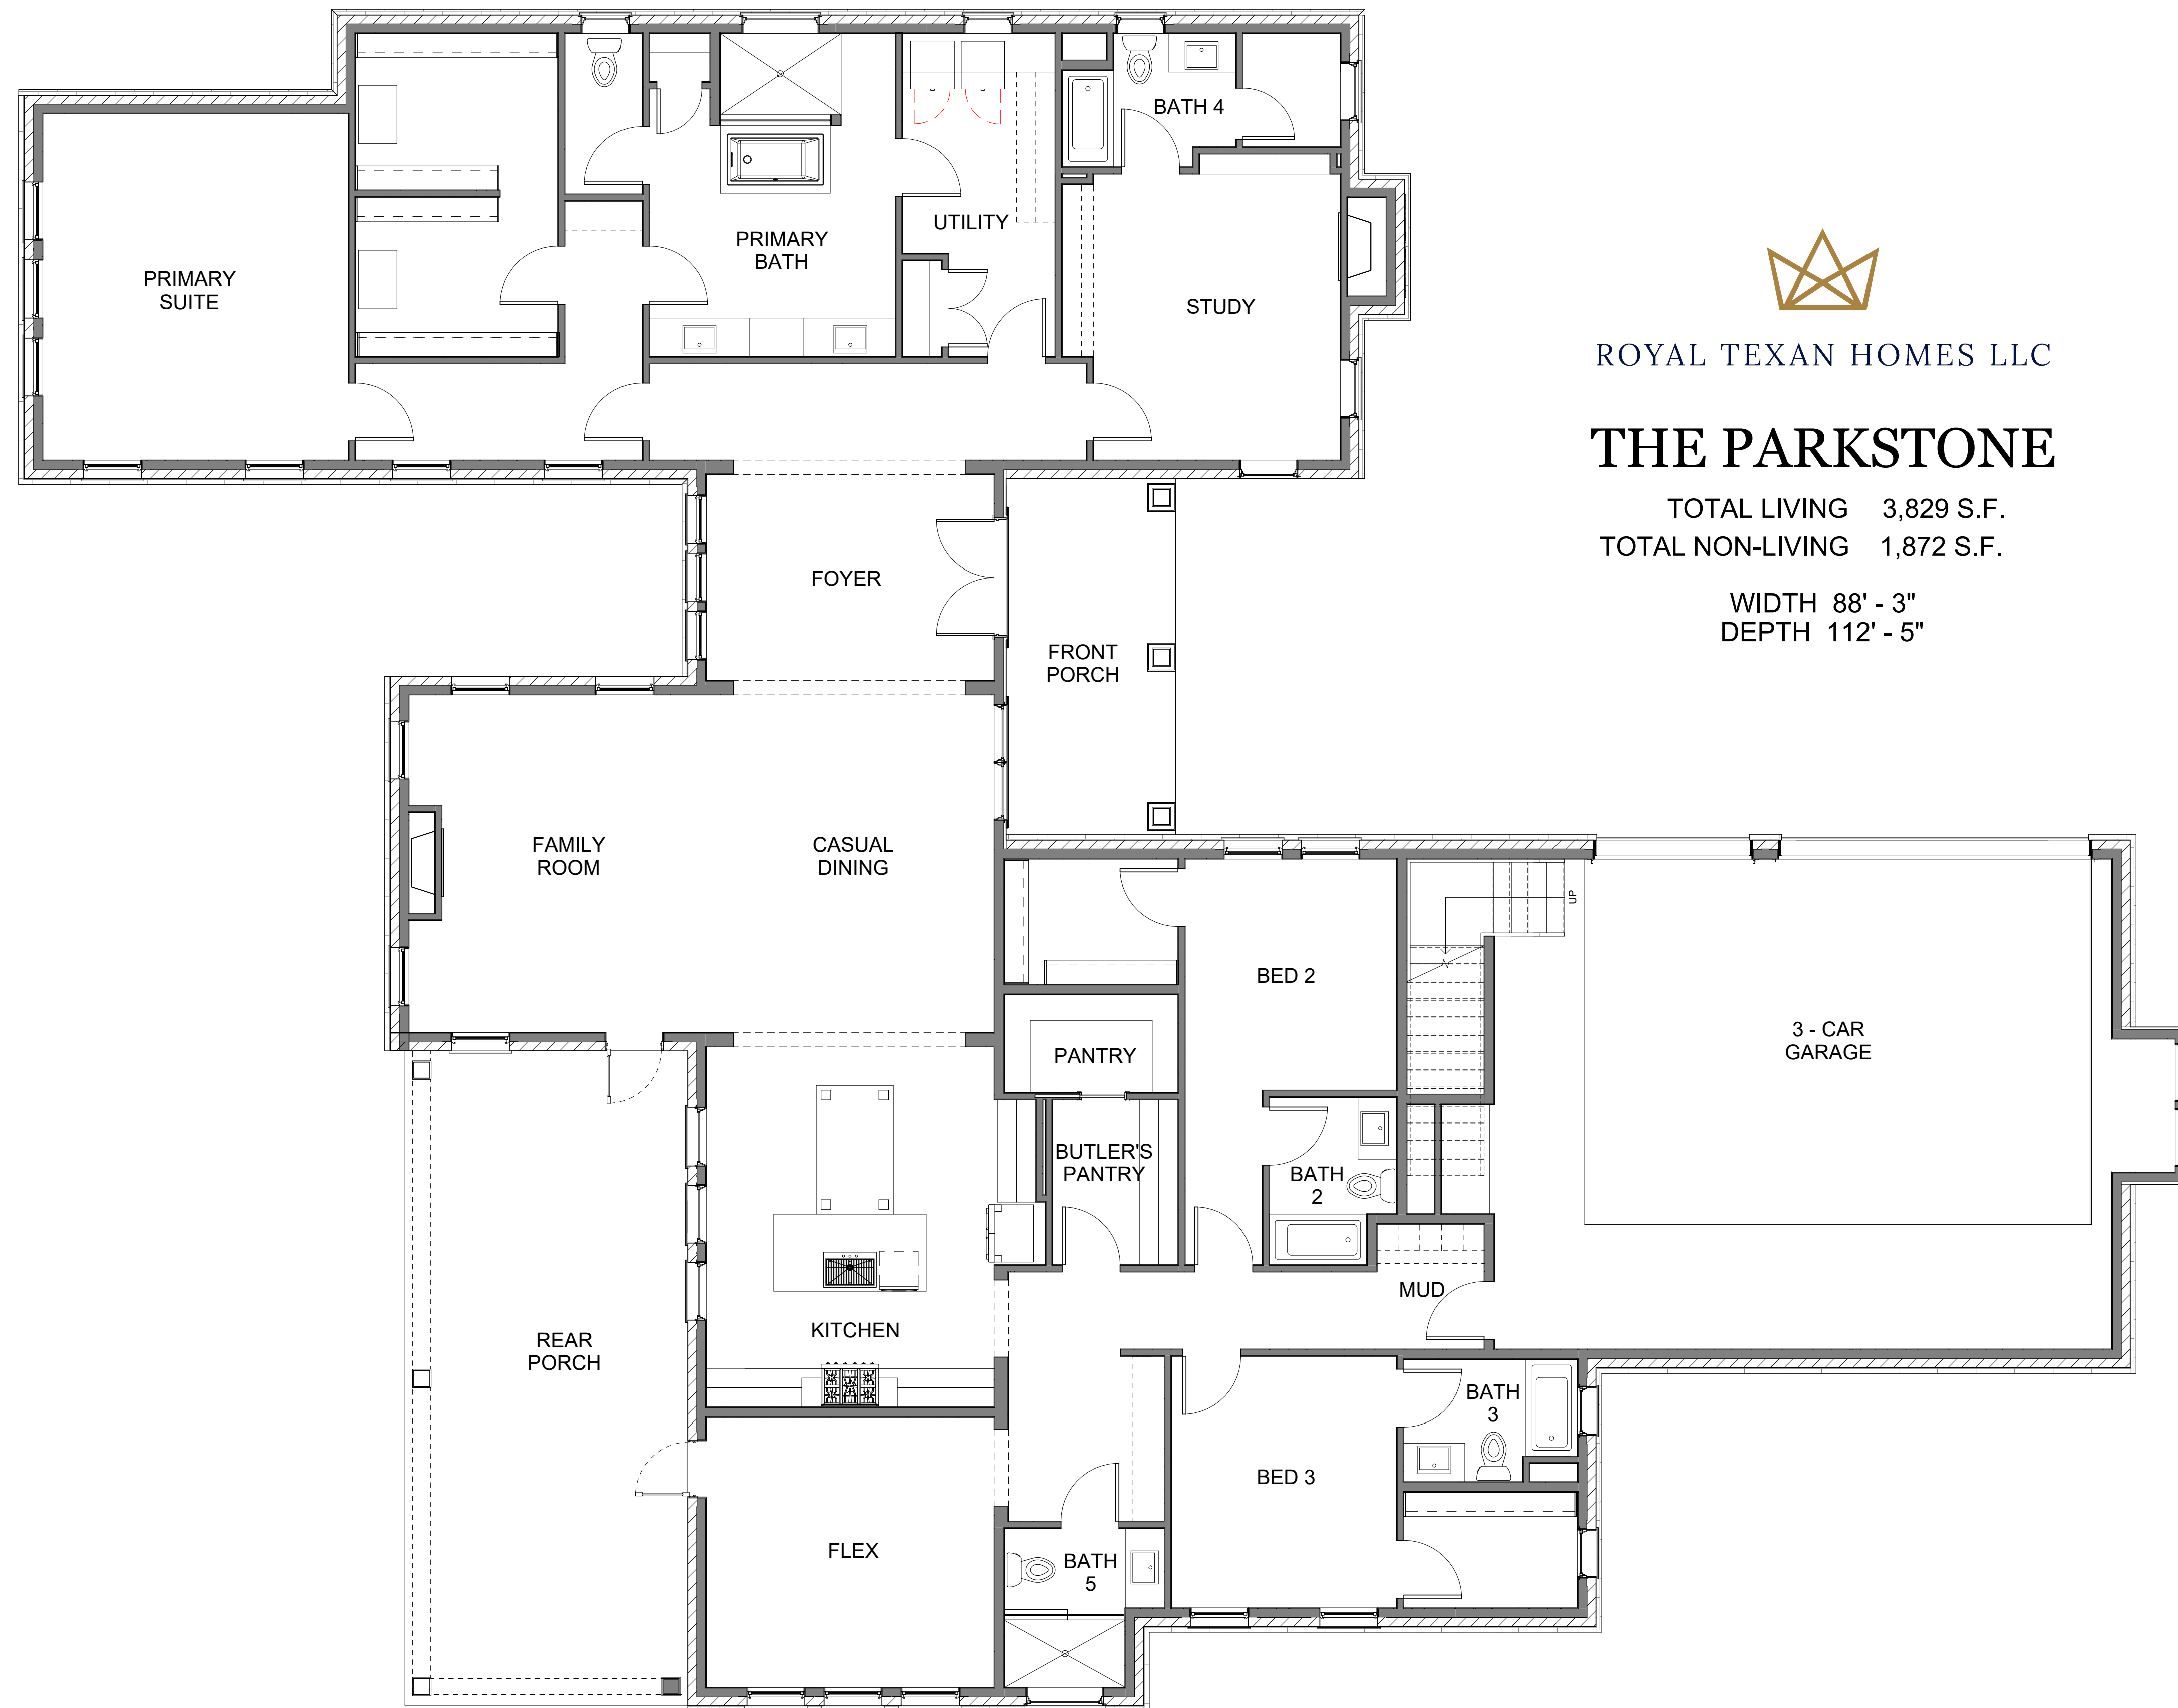 BATH 4
PRIMARY
BATH
UTILITY
PRIMARY
SUITE
STUDY
ROYAL TEXAN HOMES LLC
THE PARKSTONE
TOTAL LIVING 3,829 S.F.
TOTAL NON-LIVING 1,872 S.F.
WIDTH 88' - 3"
DEPTH 112' - 5"
FOYER
FRONT
PORCH
FAMILY
ROOM
CASUAL
DINING
UP
BED 2
3 - CAR
GARAGE
PANTRY
BUTLER'S
PANTRY
BATH
2
MUD
KITCHEN
REAR
PORCH
BATH
3
BED 3
FLEX
BATH
5